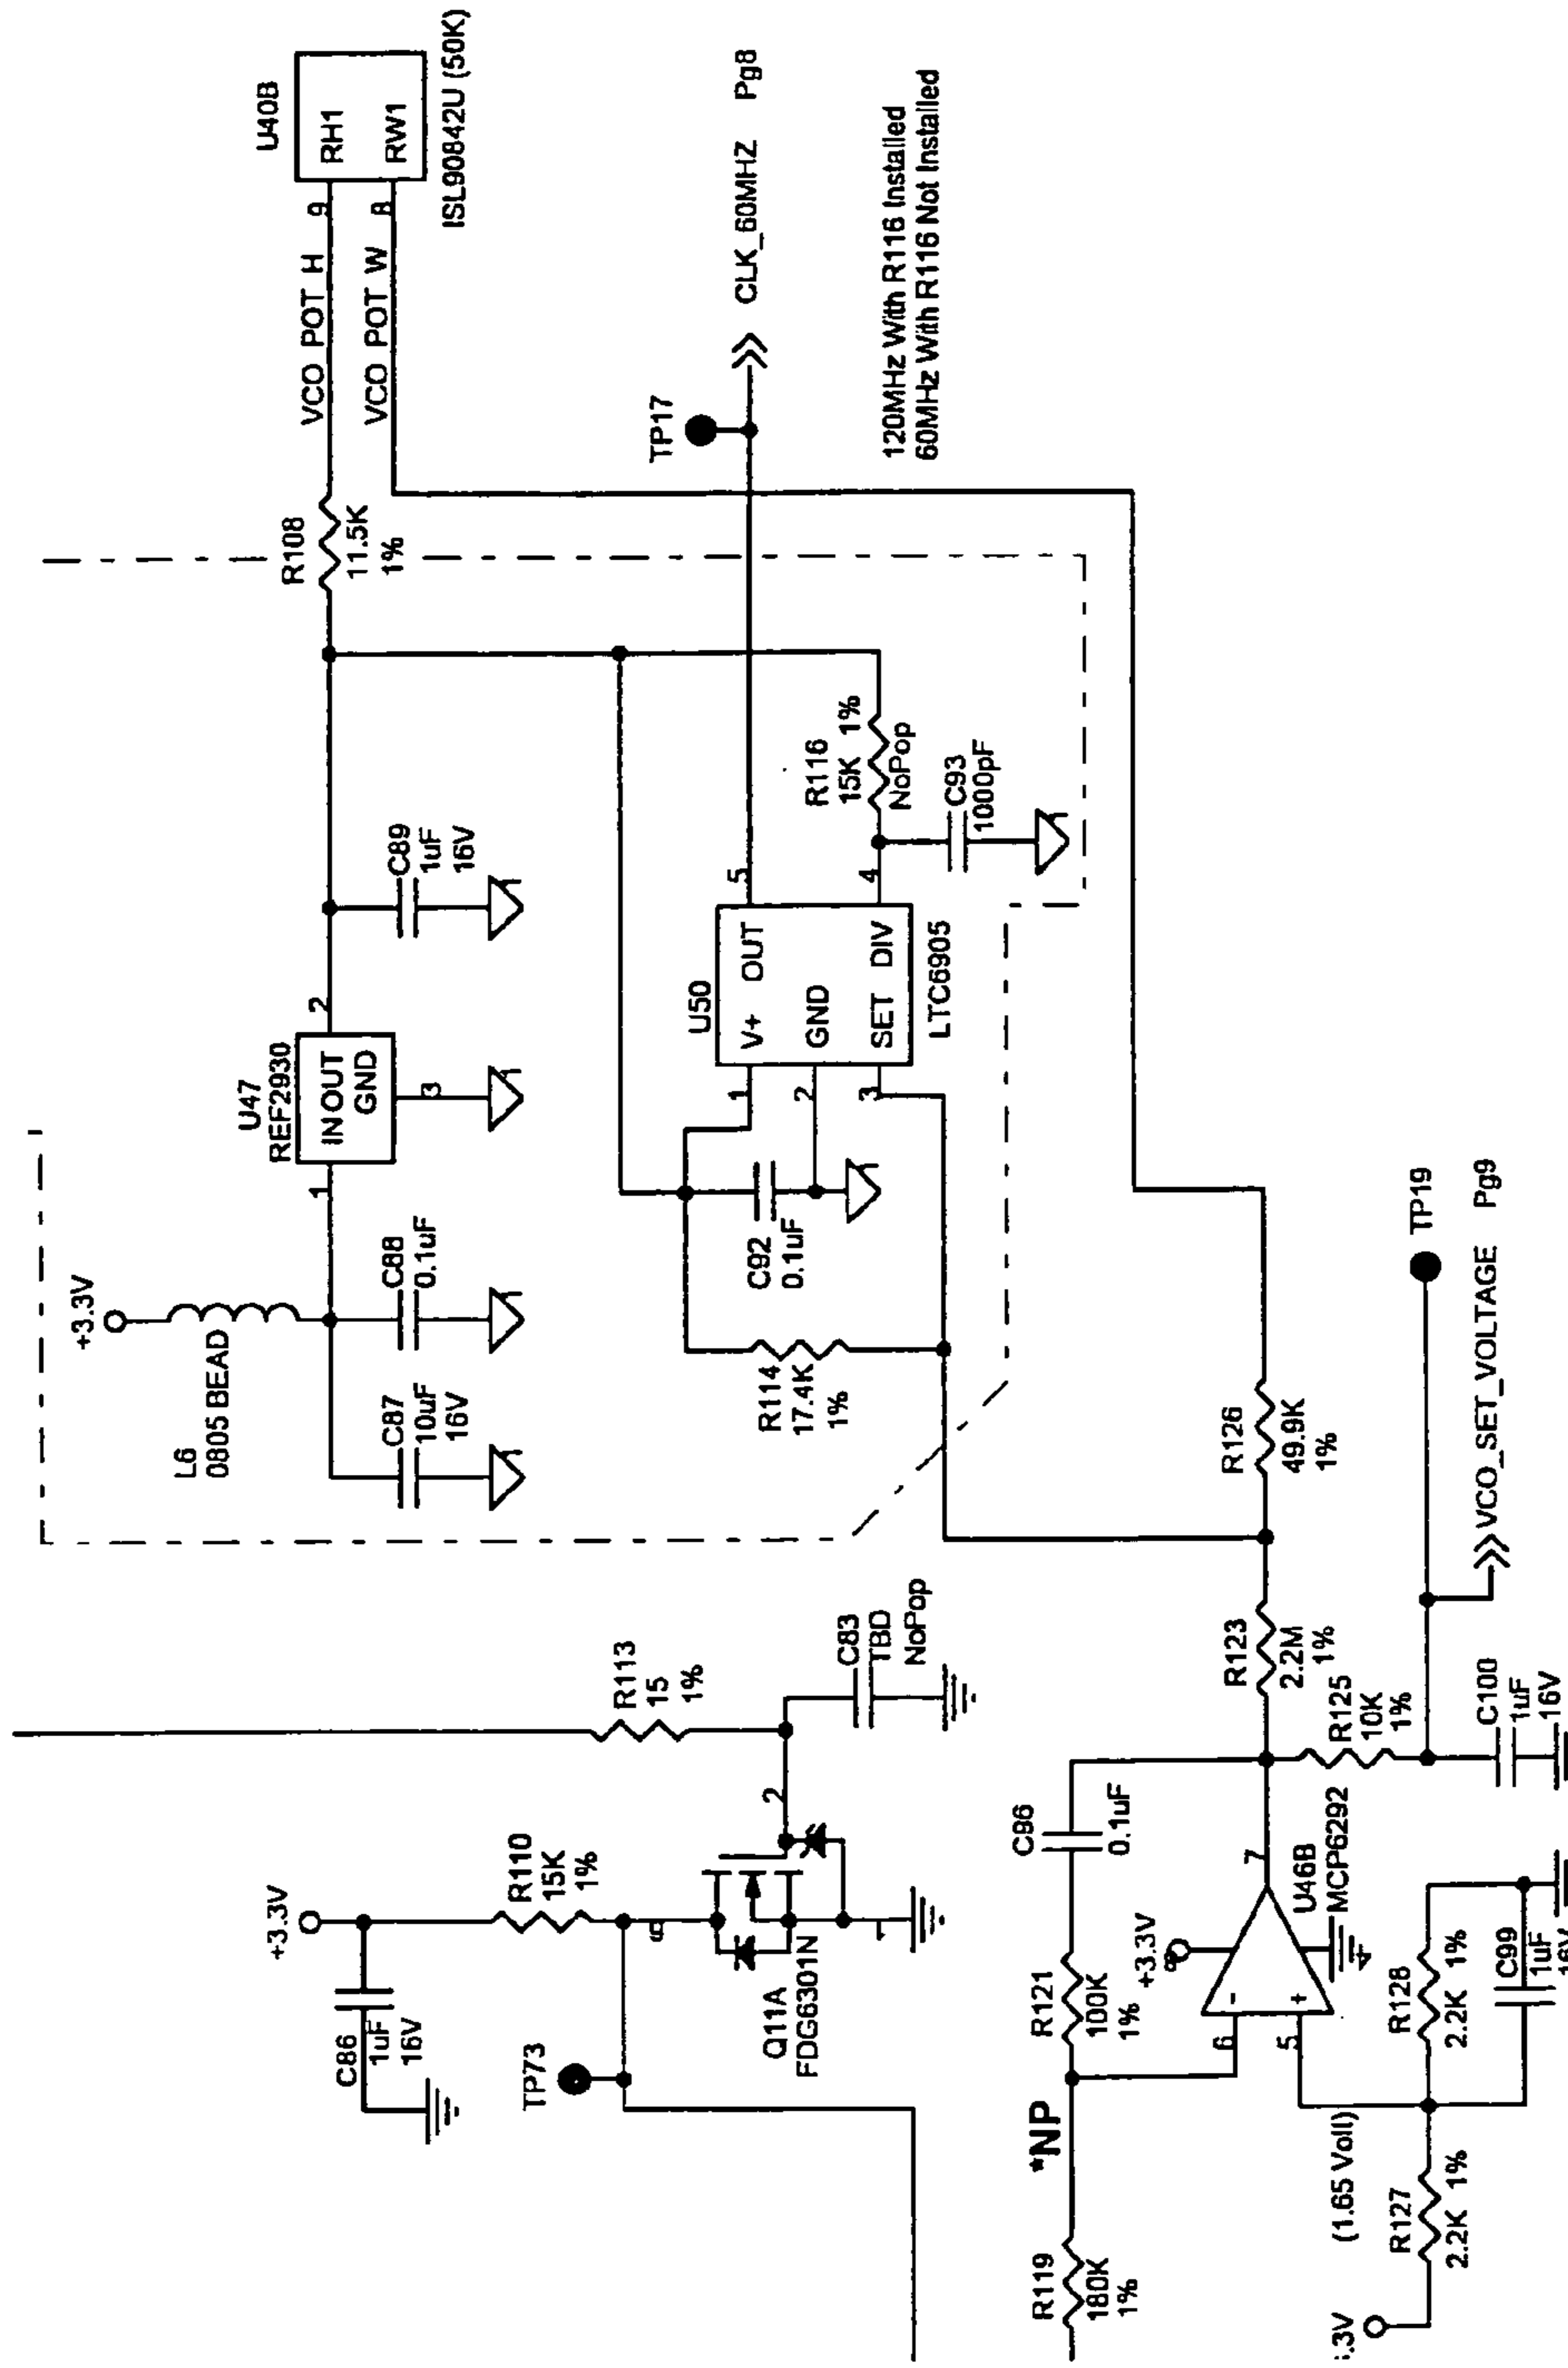 +3.3V
L6
0805 BEAD
C87
10uF
16V
C88
0.1uF
1
U47
REF2930
IN OUT
GND
3
2
C89
1uF
16V
R108
11.5K
1%
VCO POT H
9
VCO POT W
8
U40B
RH1
RW1
ISL90842U (50K)
R114
17.4K
1%
C92
0.1uF
1
2
3
U50
V+ OUT
GND
SET DIV
LTC6905
5
4
R116
15K 1%
NoPop
C93
1000pF
TP17
CLK_60MHZ
Pg8
120MHz With R116 Installed
60MHz With R116 Not Installed
+3.3V
C86
1uF
16V
R110
15K
1%
TP73
6
Q11A
FDG6301N
1
2
R113
15
1%
C83
TBD
NoPop
R119
180K
1%
*NP
R121
100K
1%
C96
0.1uF
+3.3V
6
5
-
+
7
U46B
MCP6292
R123
2.2M
1%
R126
49.9K
1%
R125
10K
1%
C100
1uF
16V
TP19
VCO_SET_VOLTAGE
Pg9
(1.65 Volt)
R127
2.2K 1%
R128
2.2K 1%
C99
1uF
16V
.3V